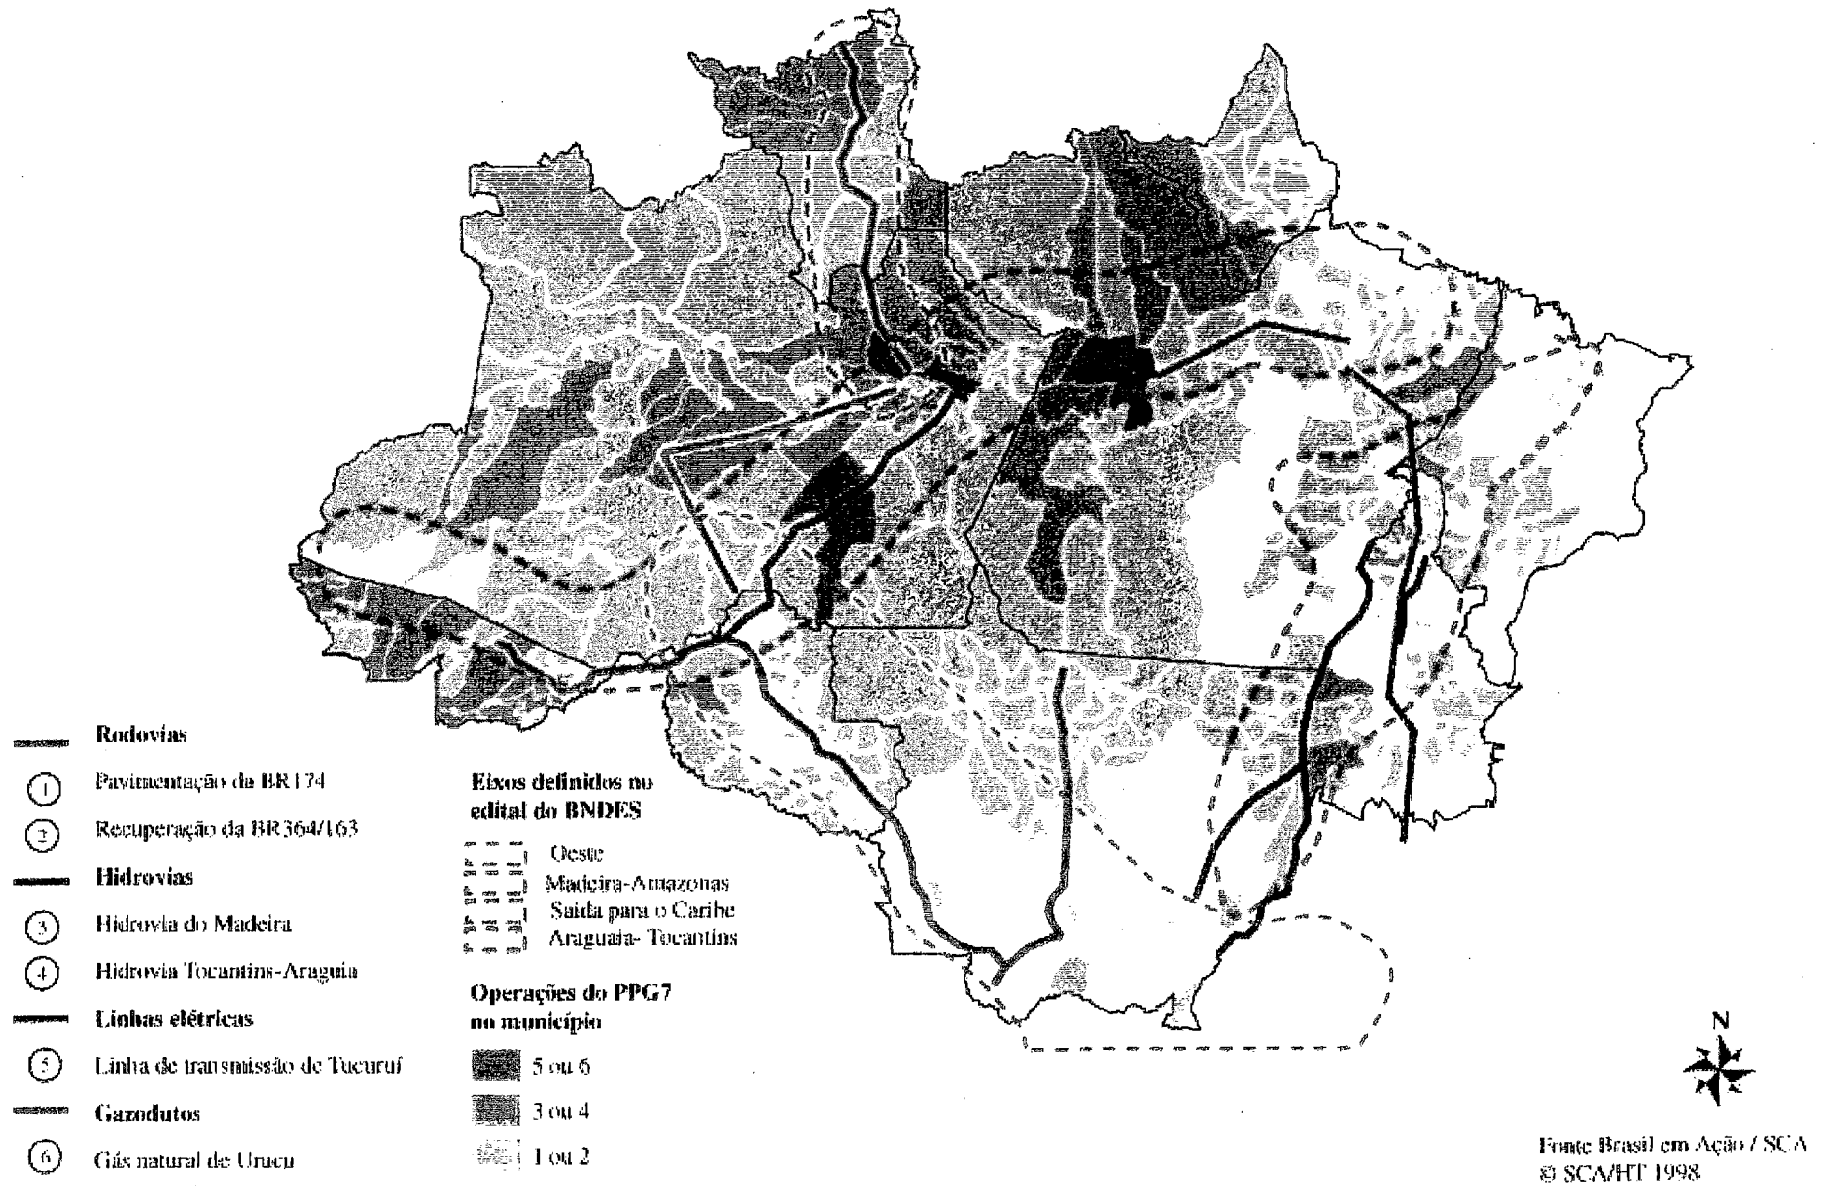 Rodovias
1
Pavimentação da BR174
2
Recuperação da BR364/163
Hidrovias
3
Hidrovia do Madeira
4
Hidrovia Tocantins-Araguia
Linhas elétricas
5
Linha de transmissão de Tucuruí
Gazodutos
6
Gás natural de Urucu
Eixos definidos no
edital do BNDES
Oeste
Madeira-Amazonas
Saida para o Caribe
Araguaia- Tocantins
Operações do PPG7
no município
5 ou 6
3 ou 4
1 ou 2
N
Fonte Brasil em Ação / SCA
© SCA/HT 1998